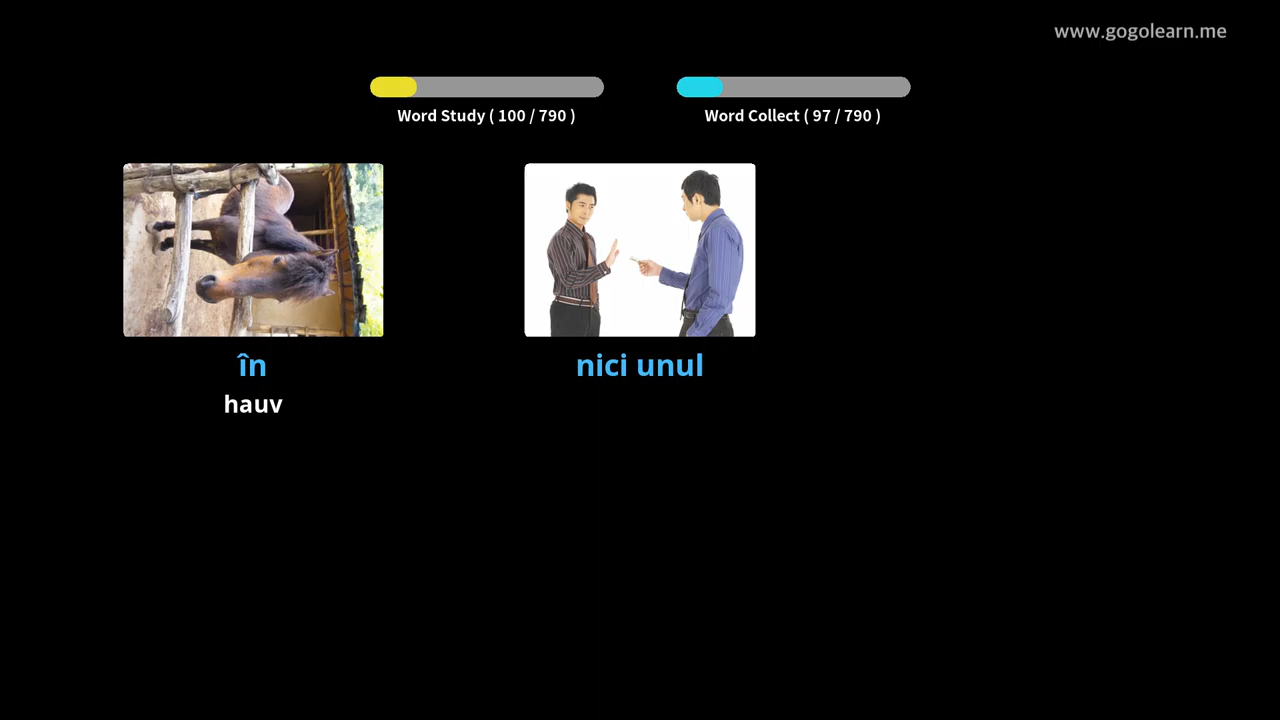 www.gogolearn.me
Word Study ( 100 / 790 )
Word Collect ( 97 / 790 )
în
hauv
nici unul